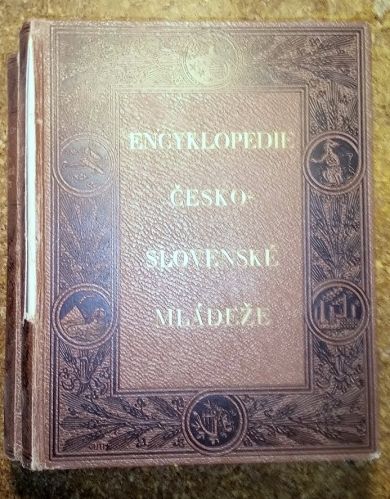 ENCYKLOPEDIE
ČESKO-
SLOVENSKÉ
MLÁDEŽE